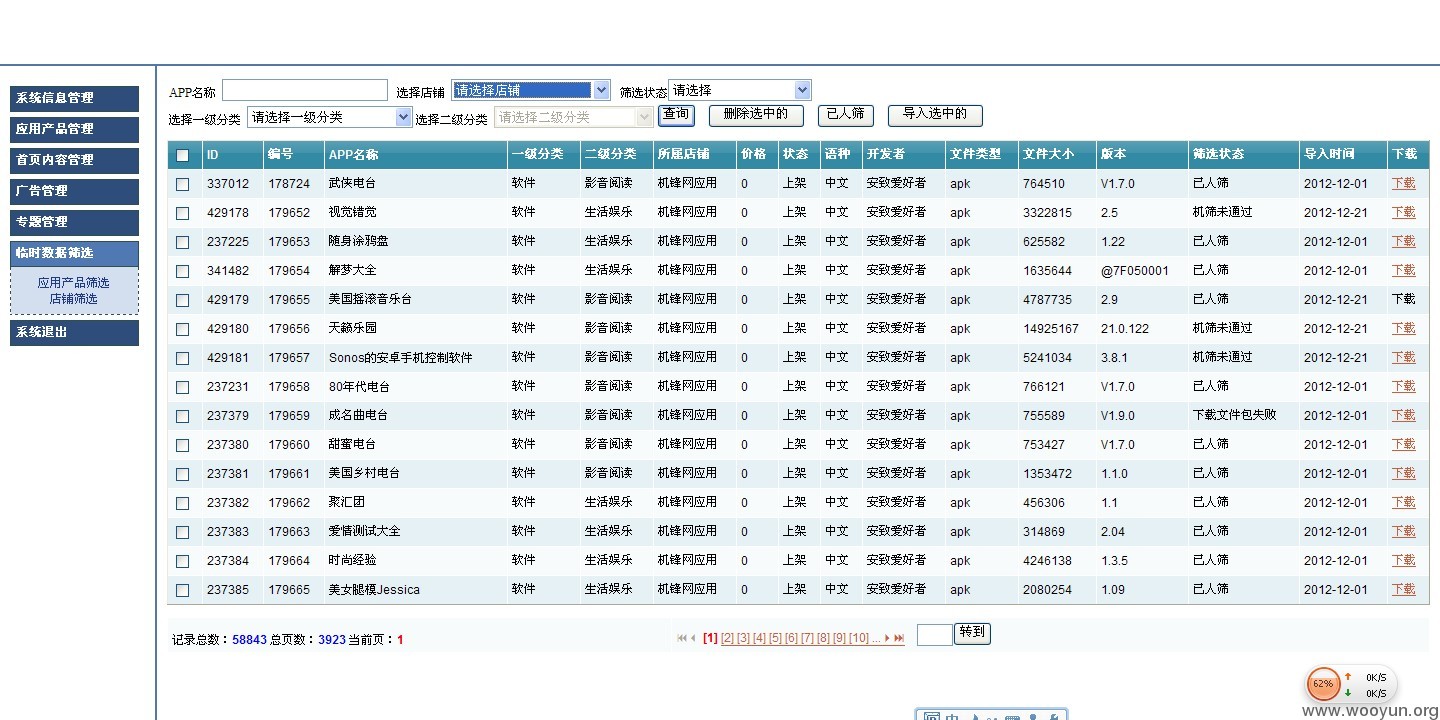 系统信息管理
应用产品管理
首页内容管理
广告管理
专题管理
临时数据筛选
应用产品筛选
店铺筛选
系统退出
APP名称 选择店铺 请选择店铺 筛选状态 请选择
选择一级分类 请选择一级分类 选择二级分类 请选择二级分类 查询 删除选中的 已人筛 导入选中的
ID 编号 APP名称 一级分类 二级分类 所属店铺 价格 状态 语种 开发者 文件类型 文件大小 版本 筛选状态 导入时间 下载
337012 178724 武侠电台 软件 影音阅读 机锋网应用 0 上架 中文 安致爱好者 apk 764510 V1.7.0 已人筛 2012-12-01 下载
429178 179652 视觉错觉 软件 生活娱乐 机锋网应用 0 上架 中文 安致爱好者 apk 3322815 2.5 机筛未通过 2012-12-21 下载
237225 179653 随身涂鸦盘 软件 影音阅读 机锋网应用 0 上架 中文 安致爱好者 apk 625582 1.22 已人筛 2012-12-01 下载
341482 179654 解梦大全 软件 生活娱乐 机锋网应用 0 上架 中文 安致爱好者 apk 1635644 @7F050001 已人筛 2012-12-01 下载
429179 179655 美国摇滚音乐台 软件 影音阅读 机锋网应用 0 上架 中文 安致爱好者 apk 4787735 2.9 已人筛 2012-12-21 下载
429180 179656 天籁乐园 软件 影音阅读 机锋网应用 0 上架 中文 安致爱好者 apk 14925167 21.0.122 机筛未通过 2012-12-21 下载
429181 179657 Sonos的安卓手机控制软件 软件 影音阅读 机锋网应用 0 上架 中文 安致爱好者 apk 5241034 3.8.1 机筛未通过 2012-12-21 下载
237231 179658 80年代电台 软件 影音阅读 机锋网应用 0 上架 中文 安致爱好者 apk 766121 V1.7.0 已人筛 2012-12-01 下载
237379 179659 成名曲电台 软件 影音阅读 机锋网应用 0 上架 中文 安致爱好者 apk 755589 V1.9.0 下载文件包失败 2012-12-01 下载
237380 179660 甜蜜电台 软件 影音阅读 机锋网应用 0 上架 中文 安致爱好者 apk 753427 V1.7.0 已人筛 2012-12-01 下载
237381 179661 美国乡村电台 软件 影音阅读 机锋网应用 0 上架 中文 安致爱好者 apk 1353472 1.1.0 已人筛 2012-12-01 下载
237382 179662 聚汇团 软件 生活娱乐 机锋网应用 0 上架 中文 安致爱好者 apk 456306 1.1 已人筛 2012-12-01 下载
237383 179663 爱情测试大全 软件 生活娱乐 机锋网应用 0 上架 中文 安致爱好者 apk 314869 2.04 已人筛 2012-12-01 下载
237384 179664 时尚经验 软件 生活娱乐 机锋网应用 0 上架 中文 安致爱好者 apk 4246138 1.3.5 已人筛 2012-12-01 下载
237385 179665 美女腿模Jessica 软件 生活娱乐 机锋网应用 0 上架 中文 安致爱好者 apk 2080254 1.09 已人筛 2012-12-01 下载
记录总数：58843 总页数：3923 当前页：1 [1] [2] [3] [4] [5] [6] [7] [8] [9] [10] ... 转到
62% 0K/S
0K/S
www.wooyun.org